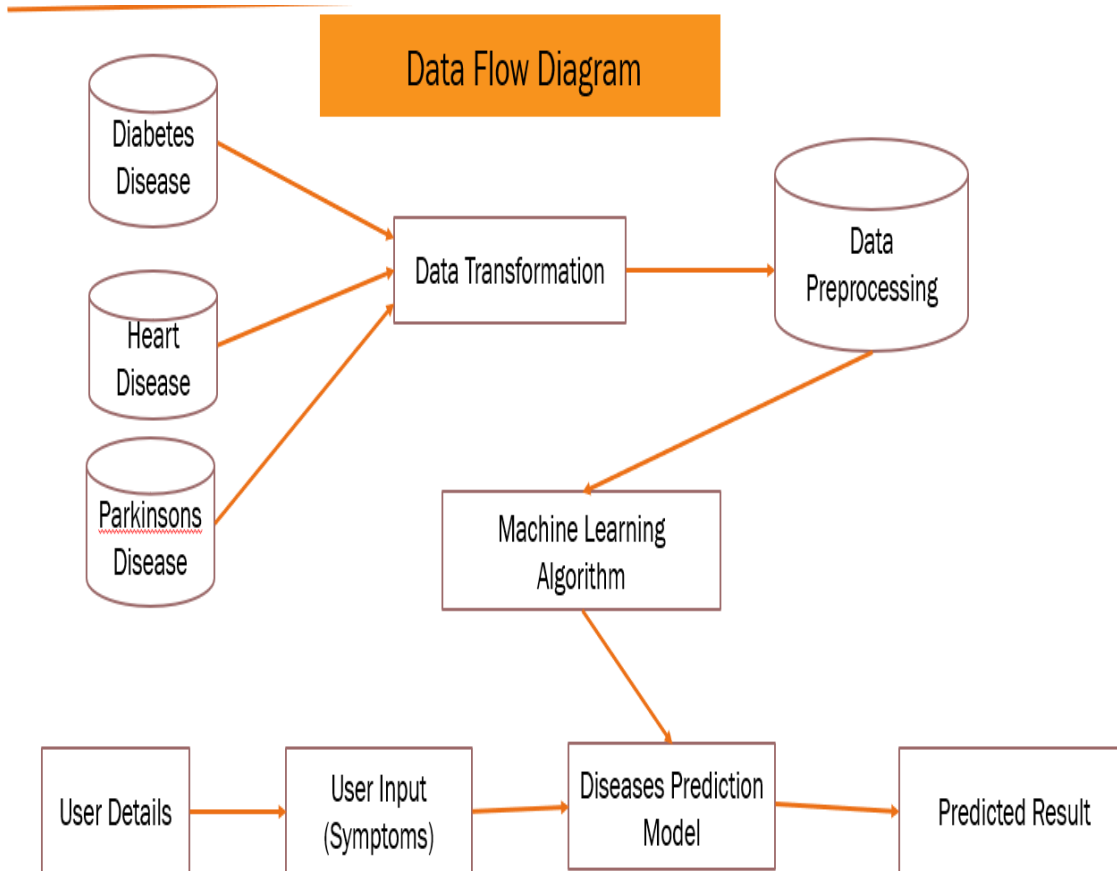 Data Flow Diagram
Diabetes
Disease
Data Transformation
Data
Preprocessing
Heart
Disease
Parkinsons
Disease
Machine Learning
Algorithm
User Details
User Input
(Symptoms)
Diseases Prediction
Model
Predicted Result